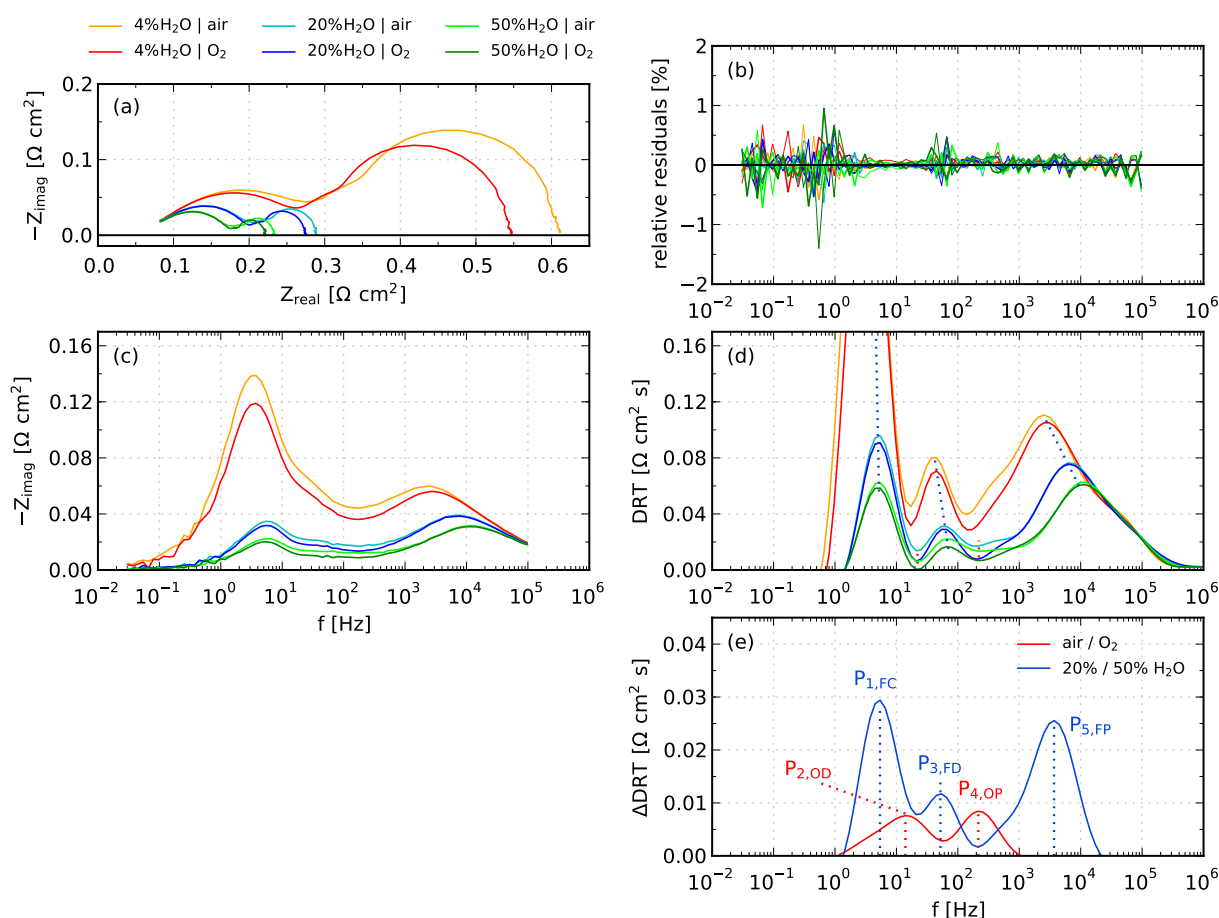 4%H₂O | air
20%H₂O | air
50%H₂O | air
4%H₂O | O₂
20%H₂O | O₂
50%H₂O | O₂
(a)
−Z_imag [Ω cm²]
0.2
0.1
0.0
0.0 0.1 0.2 0.3 0.4 0.5 0.6
Z_real [Ω cm²]
(b)
relative residuals [%]
2
1
0
−1
−2
10⁻² 10⁻¹ 10⁰ 10¹ 10² 10³ 10⁴ 10⁵ 10⁶
(c)
−Z_imag [Ω cm²]
0.16
0.12
0.08
0.04
0.00
10⁻² 10⁻¹ 10⁰ 10¹ 10² 10³ 10⁴ 10⁵ 10⁶
f [Hz]
(d)
DRT [Ω cm² s]
0.16
0.12
0.08
0.04
0.00
10⁻² 10⁻¹ 10⁰ 10¹ 10² 10³ 10⁴ 10⁵ 10⁶
(e)
air / O₂
20% / 50% H₂O
ΔDRT [Ω cm² s]
0.04
0.03
0.02
0.01
0.00
P₁,FC
P₂,OD
P₃,FD
P₄,OP
P₅,FP
10⁻² 10⁻¹ 10⁰ 10¹ 10² 10³ 10⁴ 10⁵ 10⁶
f [Hz]